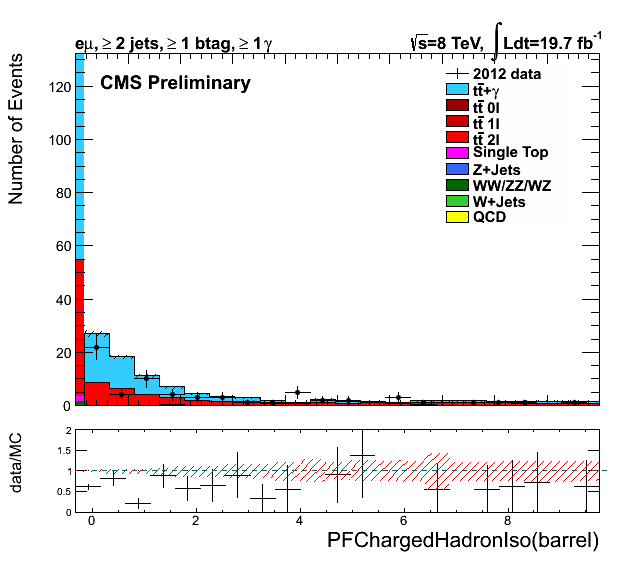 eμ, ≥ 2 jets, ≥ 1 btag, ≥ 1 γ
√s=8 TeV, ∫ Ldt=19.7 fb⁻¹
CMS Preliminary
2012 data
tt̄+γ
tt̄ 0l
tt̄ 1l
tt̄ 2l
Single Top
Z+Jets
WW/ZZ/WZ
W+Jets
QCD
Number of Events
120
100
80
60
40
20
0
data/MC
2
1.5
1
0.5
0
0 2 4 6 8
PFChargedHadronIso(barrel)